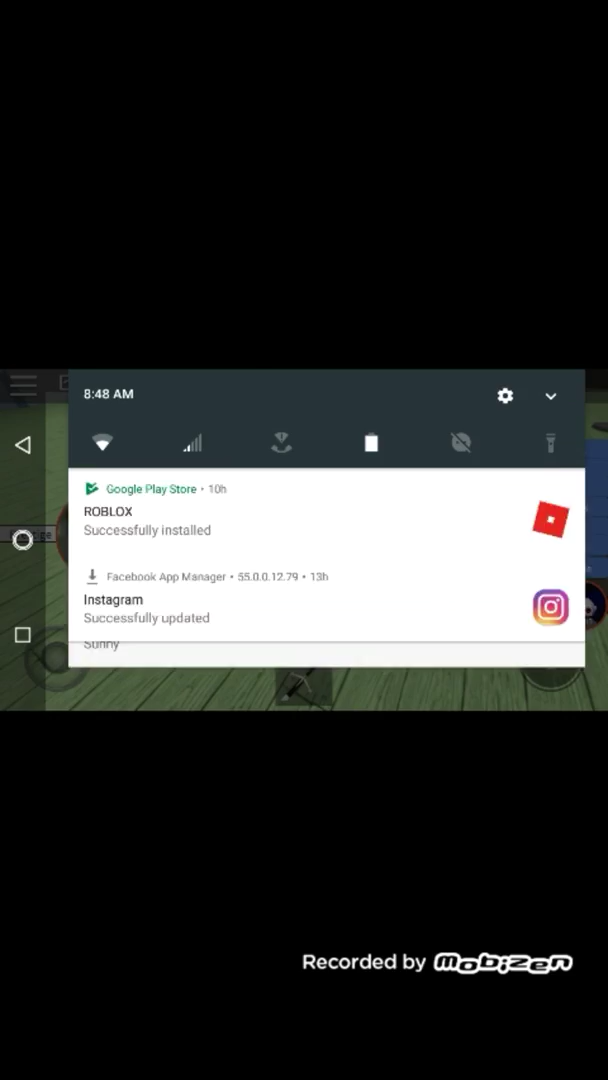 8:48 AM
Google Play Store • 10h
ROBLOX
Successfully installed
Facebook App Manager • 55.0.0.12.79 • 13h
Instagram
Successfully updated
Sunny
Recorded by Mobizen